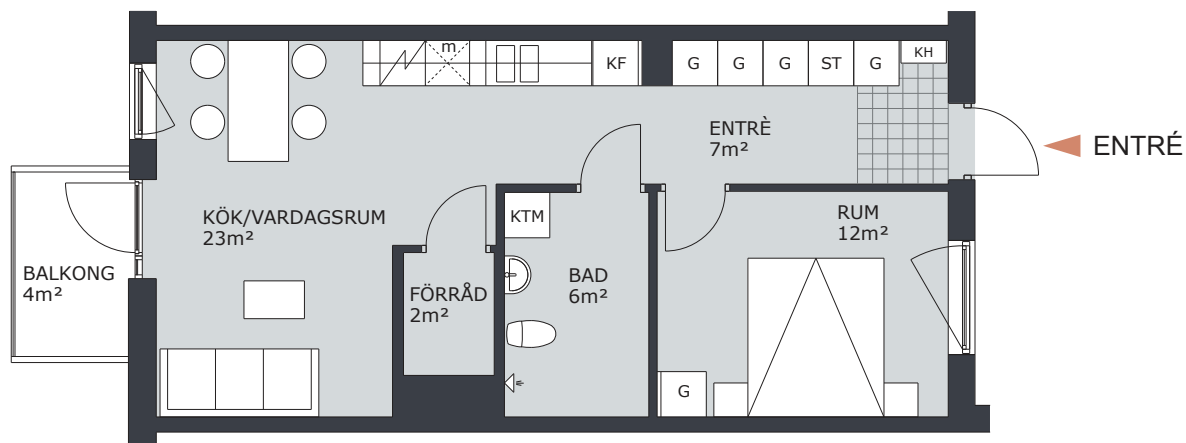 m
KF
G
G
G
ST
G
KH
ENTRÈ
7m²
ENTRÉ
KÖK/VARDAGSRUM
23m²
KTM
RUM
12m²
BALKONG
4m²
FÖRRÅD
2m²
BAD
6m²
G